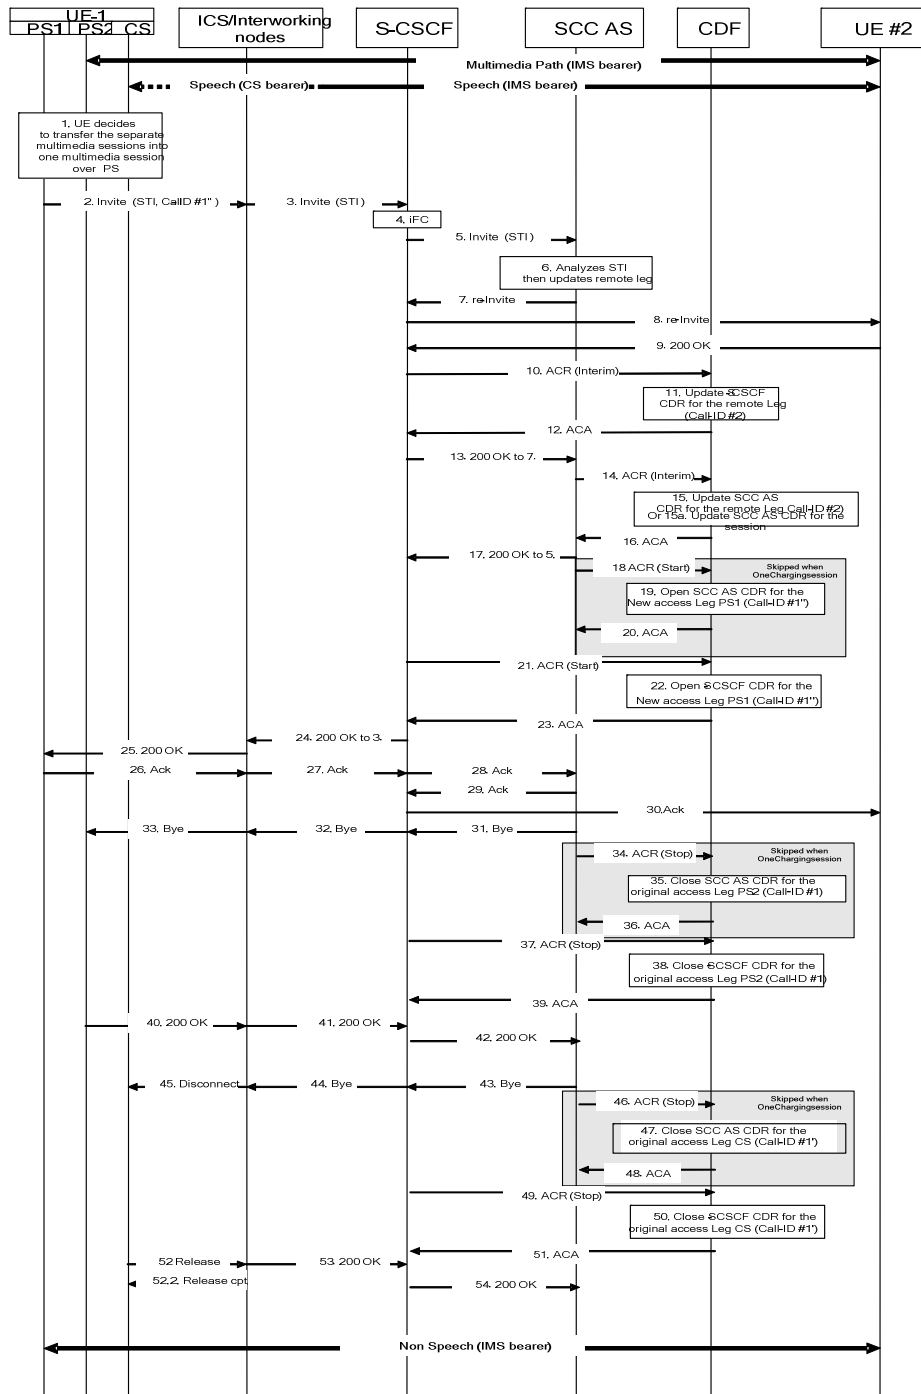 UE-1
PS1 PS2 CS
ICS/Interworking
nodes
S-CSCF
SCC AS
CDF
UE #2
Multimedia Path (IMS bearer)
Speech (CS bearer)
Speech (IMS bearer)
1. UE decides
to transfer the separate
multimedia sessions into
one multimedia session
over PS
2. Invite (STI, CallD #1")
3. Invite (STI)
4. iFC
5. Invite (STI)
6. Analyzes STI
then updates remote leg
7. re-Invite
8. re-Invite
9. 200 OK
10. ACR (Interim)
11. Update S-CSCF
CDR for the remote Leg
(Call-ID #2)
12. ACA
13. 200 OK to 7.
14. ACR (Interim)
15. Update SCC AS
CDR for the remote Leg Call-ID #2)
Or 15a. Update SCC AS CDR for the
session
16. ACA
17. 200 OK to 5.
Skipped when
OneChargingsession
18 ACR (Start)
19. Open SCC AS CDR for the
New access Leg PS1 (Call-ID #1")
20. ACA
21. ACR (Start)
22. Open S-CSCF CDR for the
New access Leg PS1 (Call-ID #1")
23. ACA
24. 200 OK to 3.
25. 200 OK
26. Ack
27. Ack
28. Ack
29. Ack
30.Ack
33. Bye
32. Bye
31. Bye
Skipped when
OneChargingsession
34. ACR (Stop)
35. Close SCC AS CDR for the
original access Leg PS2 (Call-ID #1)
36. ACA
37. ACR (Stop)
38. Close S-CSCF CDR for the
original access Leg PS2 (Call-ID #1)
39. ACA
40. 200 OK
41. 200 OK
42. 200 OK
45. Disconnect
44. Bye
43. Bye
Skipped when
OneChargingsession
46. ACR (Stop)
47. Close SCC AS CDR for the
original access Leg CS (Call-ID #1')
48. ACA
49. ACR (Stop)
50. Close S-CSCF CDR for the
original access Leg CS (Call-ID #1')
51. ACA
52 Release
53. 200 OK
52.2. Release cpt
54. 200 OK
Non Speech (IMS bearer)